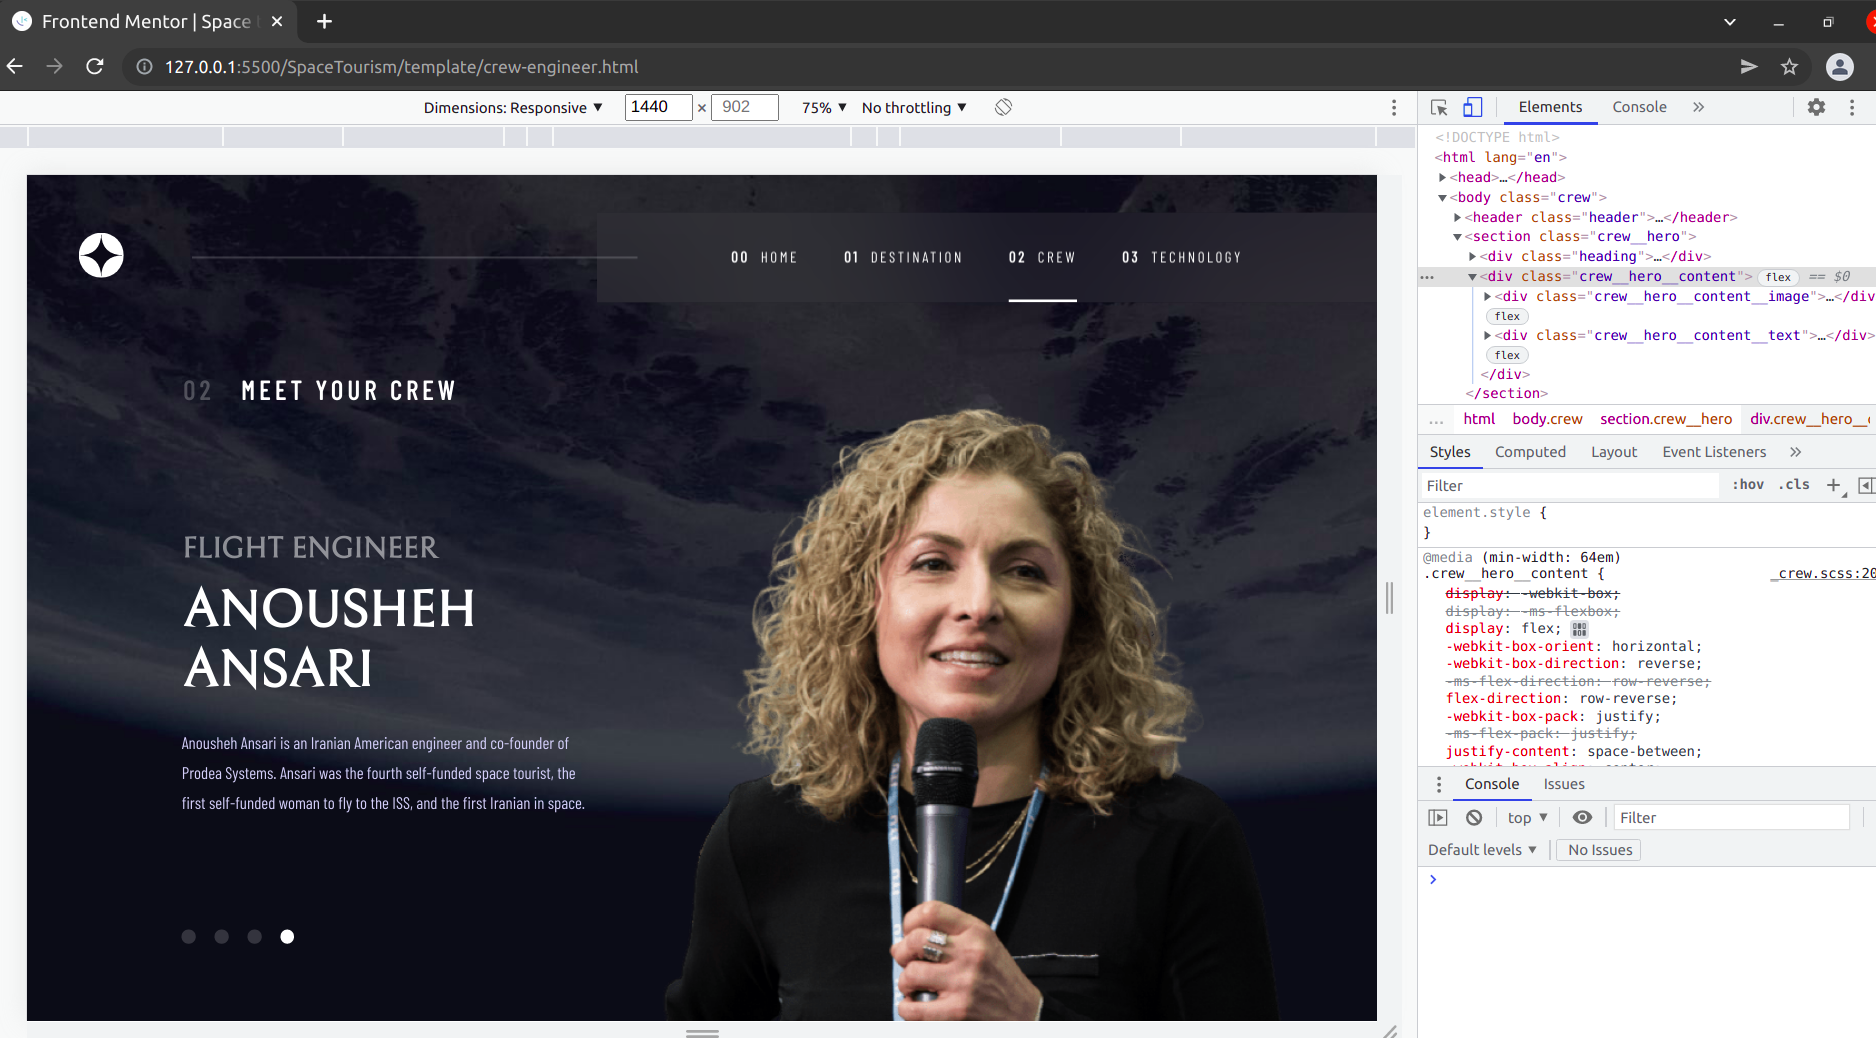 Frontend Mentor | Space t
127.0.0.1:5500/SpaceTourism/template/crew-engineer.html
Dimensions: Responsive ▼ 1440 × 902 75% ▼ No throttling ▼
Elements Console »
00 HOME 01 DESTINATION 02 CREW 03 TECHNOLOGY
02 MEET YOUR CREW
FLIGHT ENGINEER
ANOUSHEH
ANSARI
Anousheh Ansari is an Iranian American engineer and co-founder of
Prodea Systems. Ansari was the fourth self-funded space tourist, the
first self-funded woman to fly to the ISS, and the first Iranian in space.
<!DOCTYPE html>
<html lang="en">
▶<head>…</head>
▼<body class="crew">
▶<header class="header">…</header>
▼<section class="crew__hero">
▶<div class="heading">…</div>
… ▼<div class="crew__hero__content"> flex == $0
▶<div class="crew__hero__content__image">…</div
flex
▶<div class="crew__hero__content__text">…</div>
flex
</div>
</section>
… html body.crew section.crew__hero div.crew__hero__c
Styles Computed Layout Event Listeners »
Filter :hov .cls +
element.style {
}
@media (min-width: 64em)
.crew__hero__content { _crew.scss:20
display: -webkit-box;
display: -ms-flexbox;
display: flex;
-webkit-box-orient: horizontal;
-webkit-box-direction: reverse;
-ms-flex-direction: row-reverse;
flex-direction: row-reverse;
-webkit-box-pack: justify;
-ms-flex-pack: justify;
justify-content: space-between;
-webkit-box-align: center;
Console Issues
top ▼ Filter
Default levels ▼ No Issues